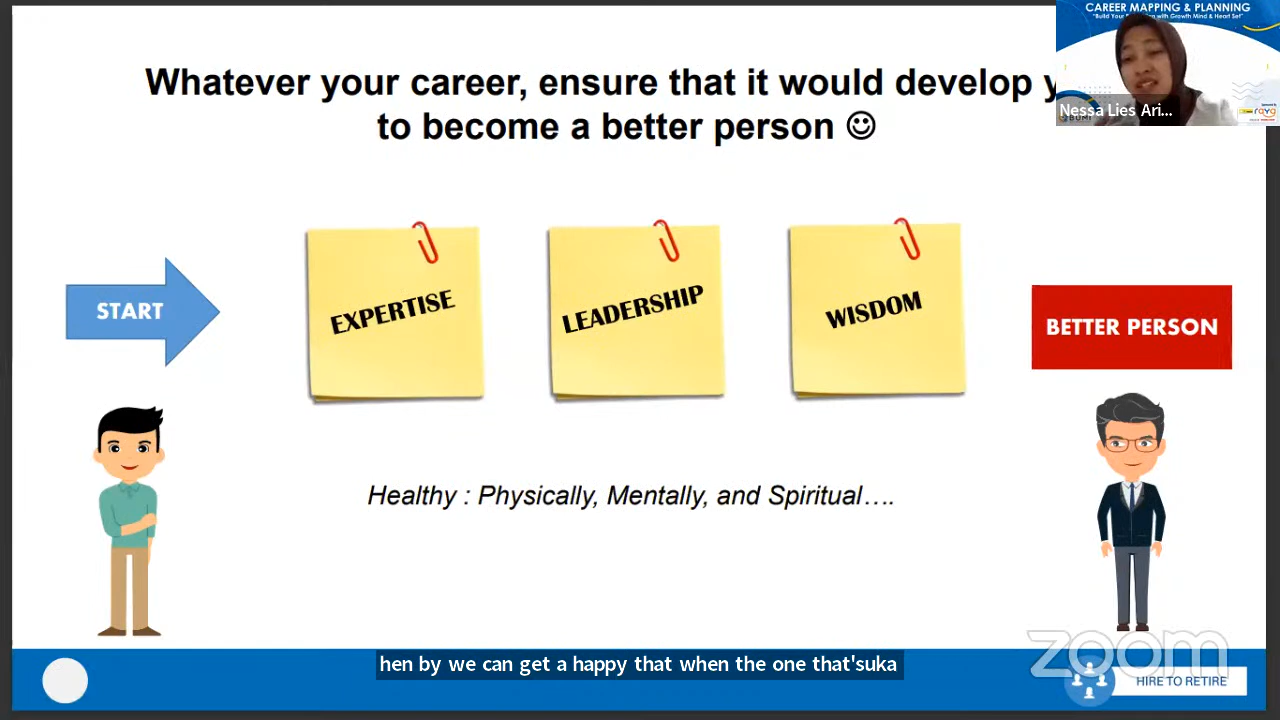 CAREER MAPPING & PLANNING
Whatever your career, ensure that it would develop
to become a better person ☺
Nessa Lies Ari...
START
EXPERTISE
LEADERSHIP
WISDOM
BETTER PERSON
Healthy : Physically, Mentally, and Spiritual….
hen by we can get a happy that when the one that'suka
zoom
HIRE TO RETIRE